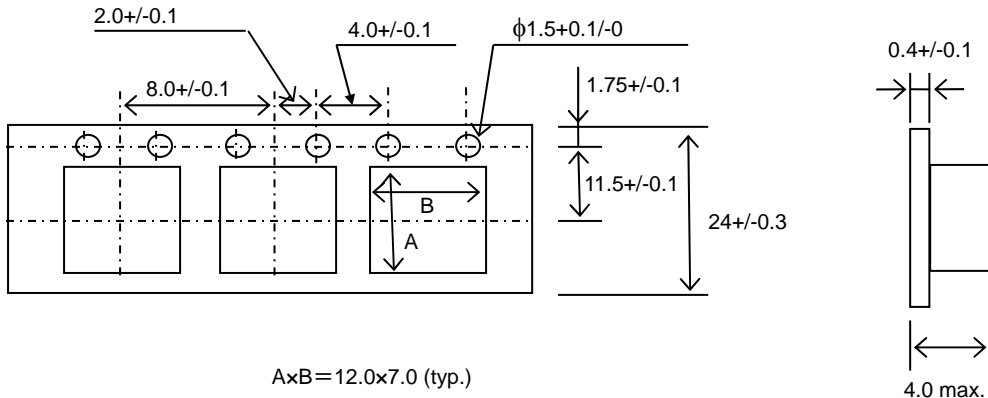 2.0+/-0.1
4.0+/-0.1
ϕ1.5+0.1/-0
0.4+/-0.1
8.0+/-0.1
1.75+/-0.1
11.5+/-0.1
B
A
24+/-0.3
A×B＝12.0×7.0 (typ.)
4.0 max.